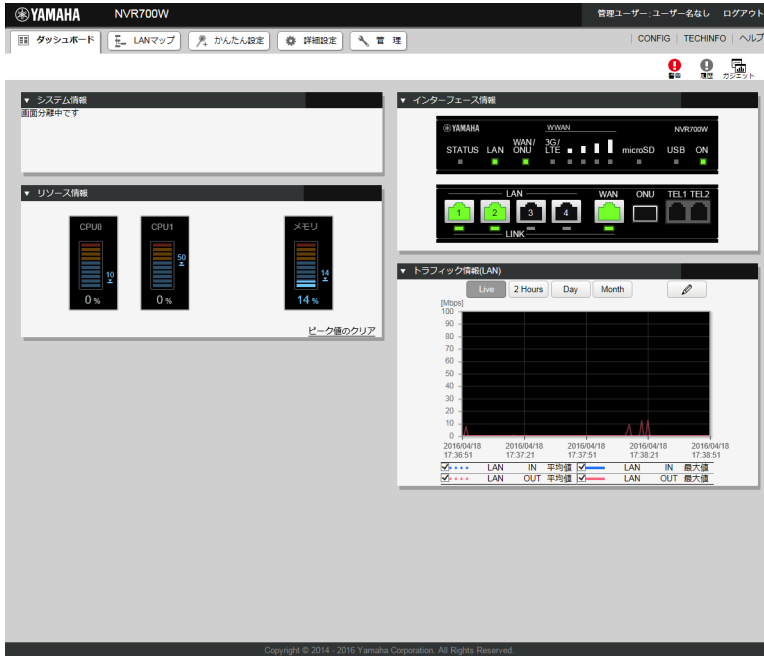 YAMAHA NVR700W 管理ユーザー：ユーザー名なし ログアウト
ダッシュボード LANマップ かんたん設定 詳細設定 管 理 CONFIG | TECHINFO | ヘルプ
警告 履歴 ガジェット
▼ システム情報
画面分離中です
▼ リソース情報
CPU0 CPU1 メモリ
10 50 14
0 % 0 % 14 %
ピーク値のクリア
▼ インターフェース情報
YAMAHA WWAN NVR700W
STATUS LAN WAN/ONU 3G/LTE microSD USB ON
LAN WAN ONU TEL1 TEL2
1 2 3 4
LINK
▼ トラフィック情報(LAN)
Live 2 Hours Day Month
[Mbps]
100
90
80
70
60
50
40
30
20
10
0
2016/04/18 2016/04/18 2016/04/18 2016/04/18 2016/04/18
17:36:51 17:37:21 17:37:51 17:38:21 17:38:51
LAN IN 平均値 LAN IN 最大値
LAN OUT 平均値 LAN OUT 最大値
Copyright © 2014 - 2016 Yamaha Corporation. All Rights Reserved.